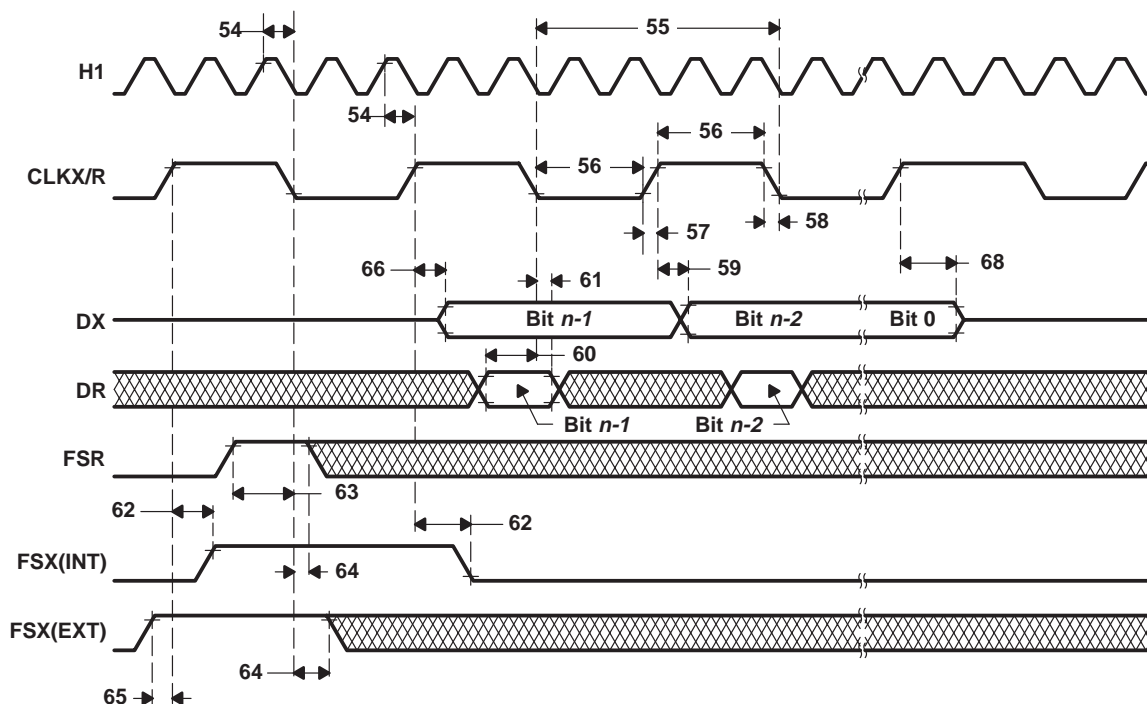 54
55
H1
54
56
56
CLKX/R
57
58
66
61
59
68
DX
Bit n-1
Bit n-2
Bit 0
60
DR
Bit n-1
Bit n-2
FSR
63
62
62
FSX(INT)
64
FSX(EXT)
64
65